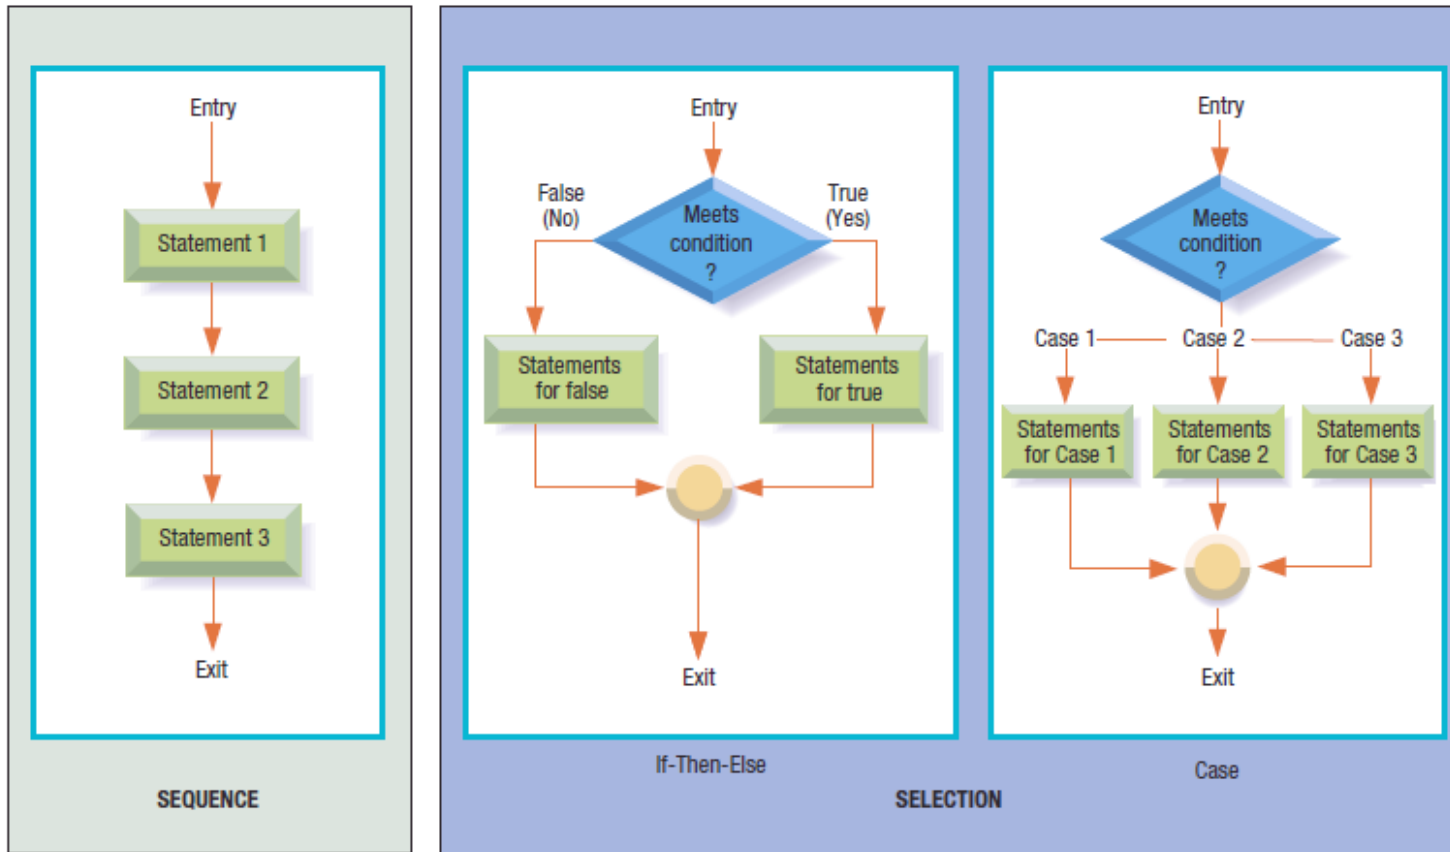 Entry
Statement 1
Statement 2
Statement 3
Exit
SEQUENCE
Entry
False
(No)
True
(Yes)
Meets
condition
?
Statements
for false
Statements
for true
Exit
If-Then-Else
Entry
Meets
condition
?
Case 1
Case 2
Case 3
Statements
for Case 1
Statements
for Case 2
Statements
for Case 3
Exit
Case
SELECTION